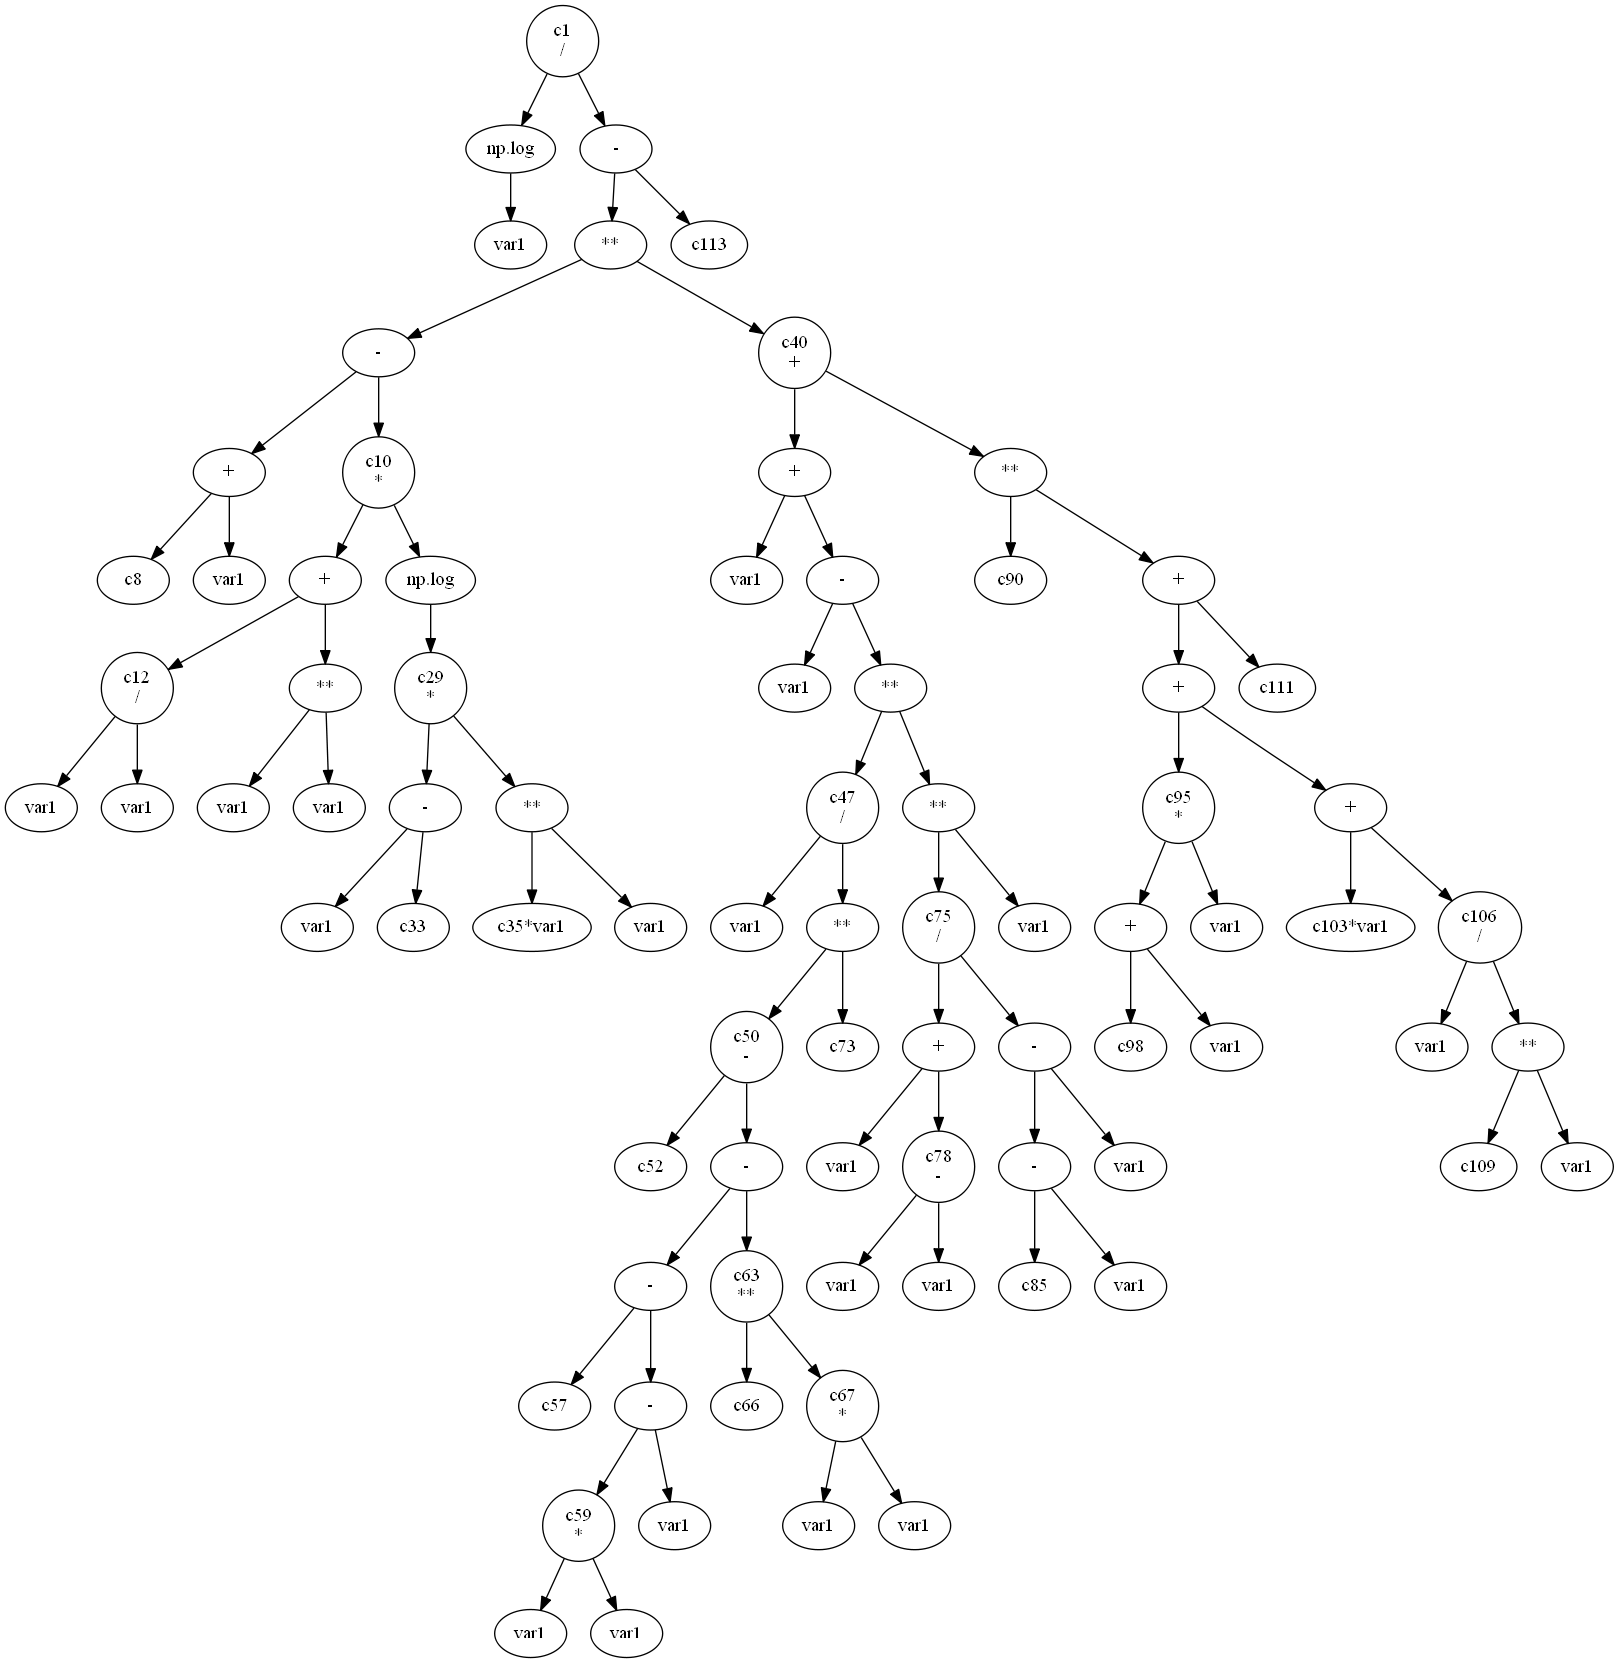 c1
/
np.log
-
var1
**
c113
-
c40
+
+
c10
*
+
**
c8
var1
+
np.log
var1
-
c90
+
c12
/
**
c29
*
var1
**
+
c111
var1
var1
var1
var1
-
**
c47
/
**
c95
*
+
var1
c33
c35*var1
var1
var1
**
c75
/
var1
+
var1
c103*var1
c106
/
c50
-
c73
+
-
c98
var1
var1
**
c52
-
var1
c78
-
-
var1
c109
var1
-
c63
**
var1
var1
c85
var1
c57
-
c66
c67
*
c59
*
var1
var1
var1
var1
var1